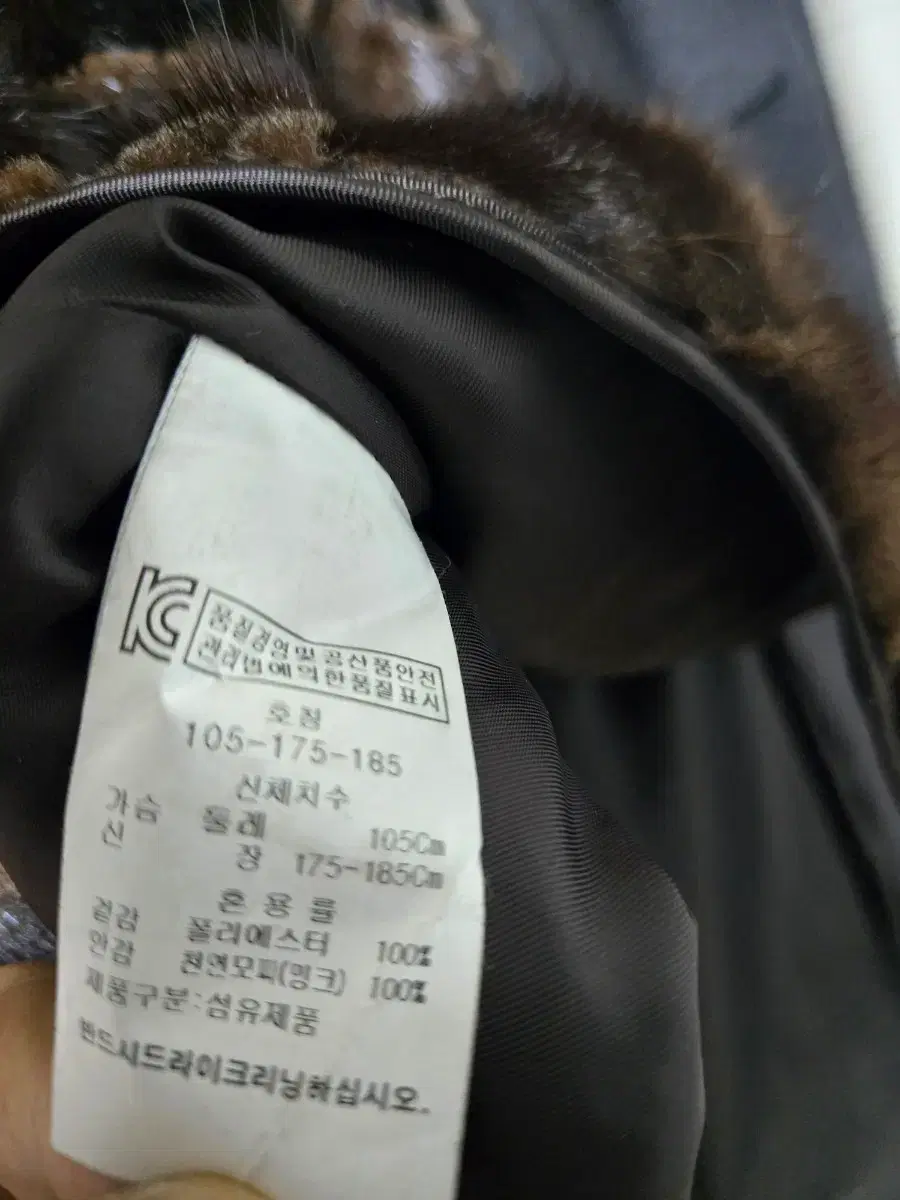 KC 품질경영및공산품안전
관리법에의한품질표시
호칭
105-175-185
신체치수
가슴 둘레 105Cm
신 장 175-185Cm
혼용률
겉감 폴리에스터 100%
안감 천연모피(밍크) 100%
제품구분:섬유제품
반드시드라이크리닝하십시오.